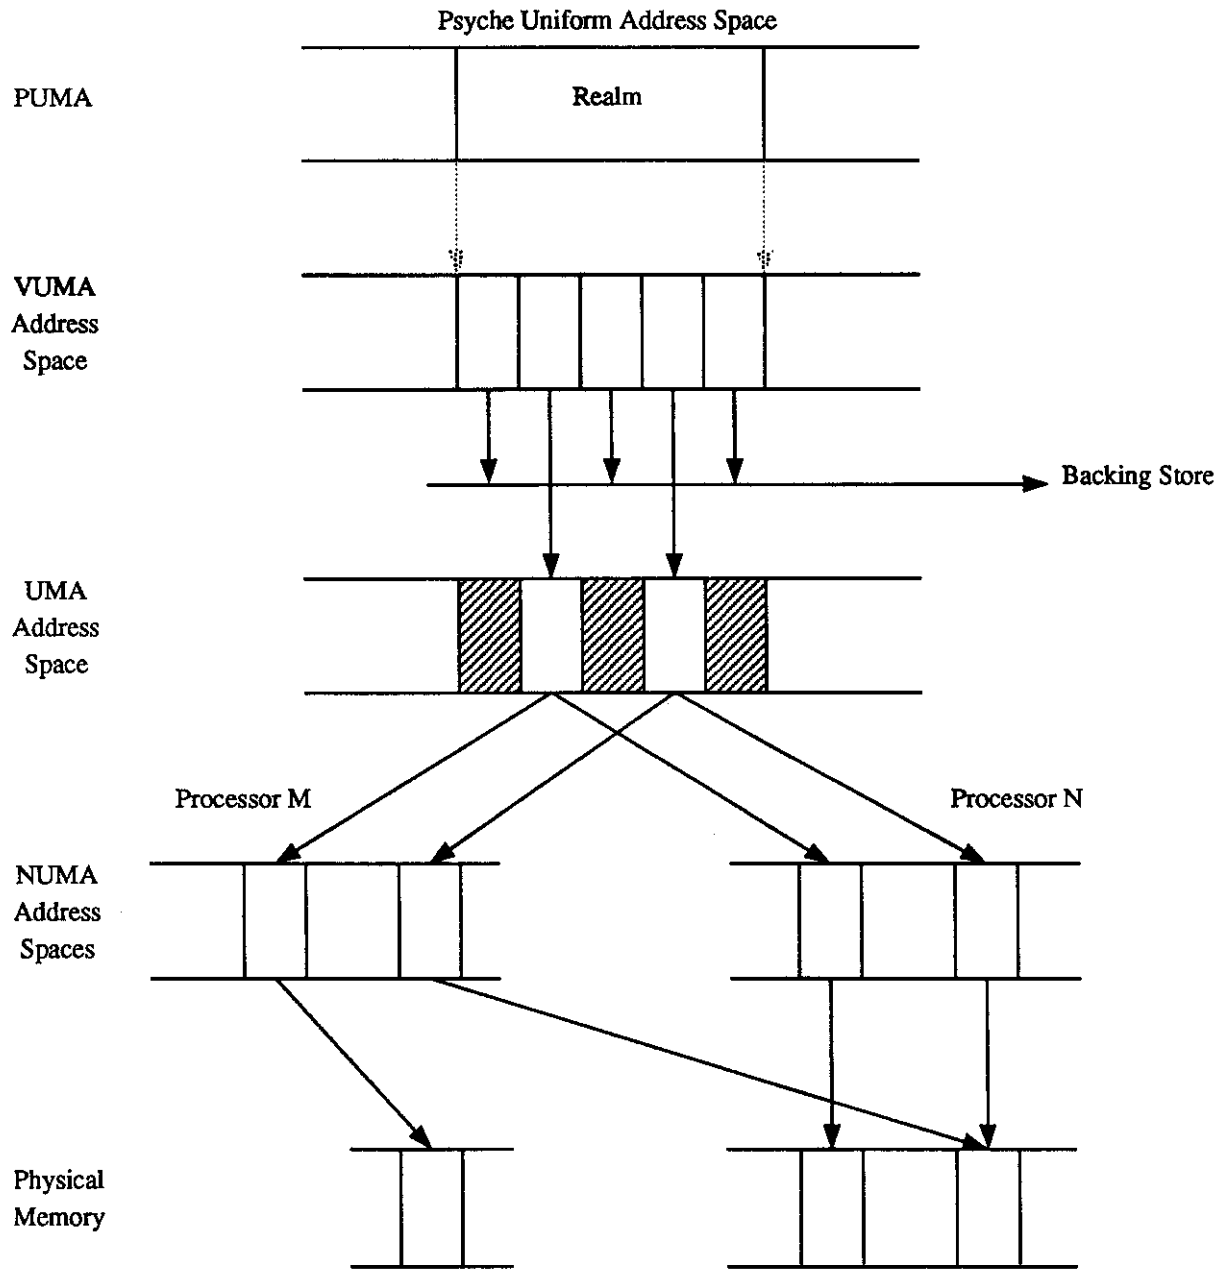 Psyche Uniform Address Space
PUMA
Realm
VUMA
Address
Space
Backing Store
UMA
Address
Space
Processor M
Processor N
NUMA
Address
Spaces
Physical
Memory